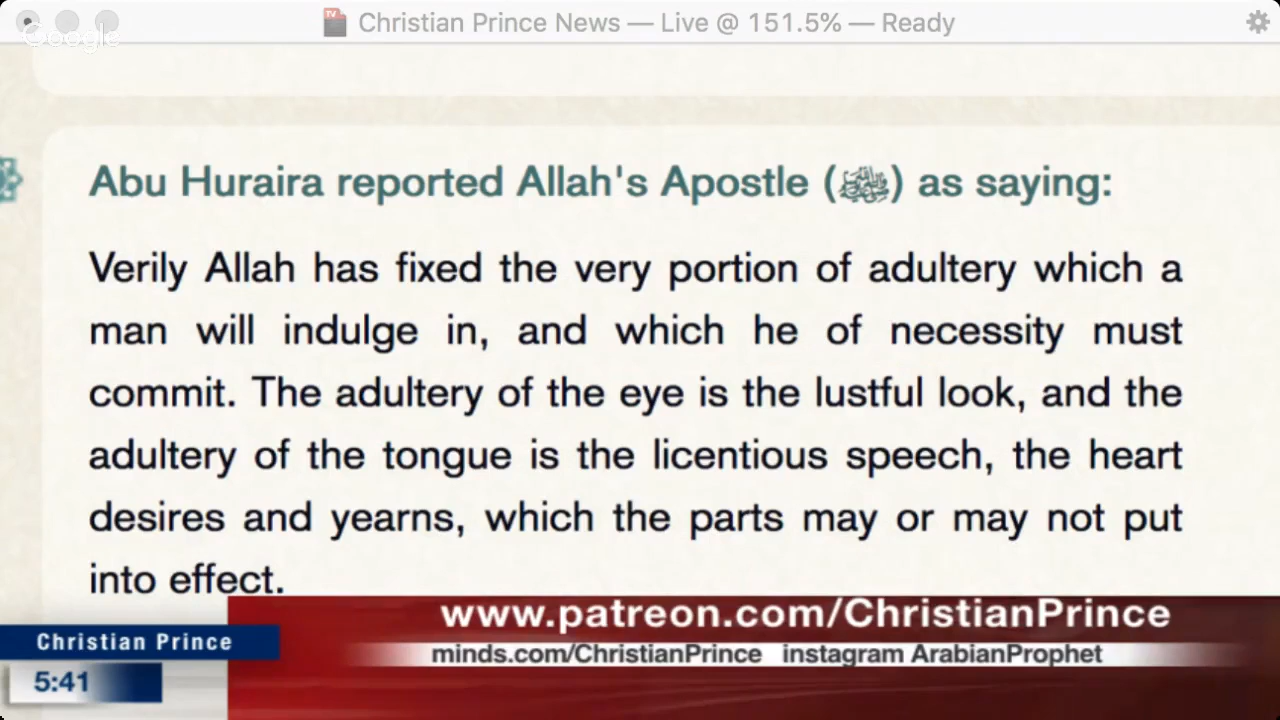 Christian Prince News — Live @ 151.5% — Ready
Google
Abu Huraira reported Allah's Apostle (ﷺ) as saying:
Verily Allah has fixed the very portion of adultery which a
man will indulge in, and which he of necessity must
commit. The adultery of the eye is the lustful look, and the
adultery of the tongue is the licentious speech, the heart
desires and yearns, which the parts may or may not put
into effect.
www.patreon.com/ChristianPrince
Christian Prince
minds.com/ChristianPrince instagram ArabianProphet
5:41